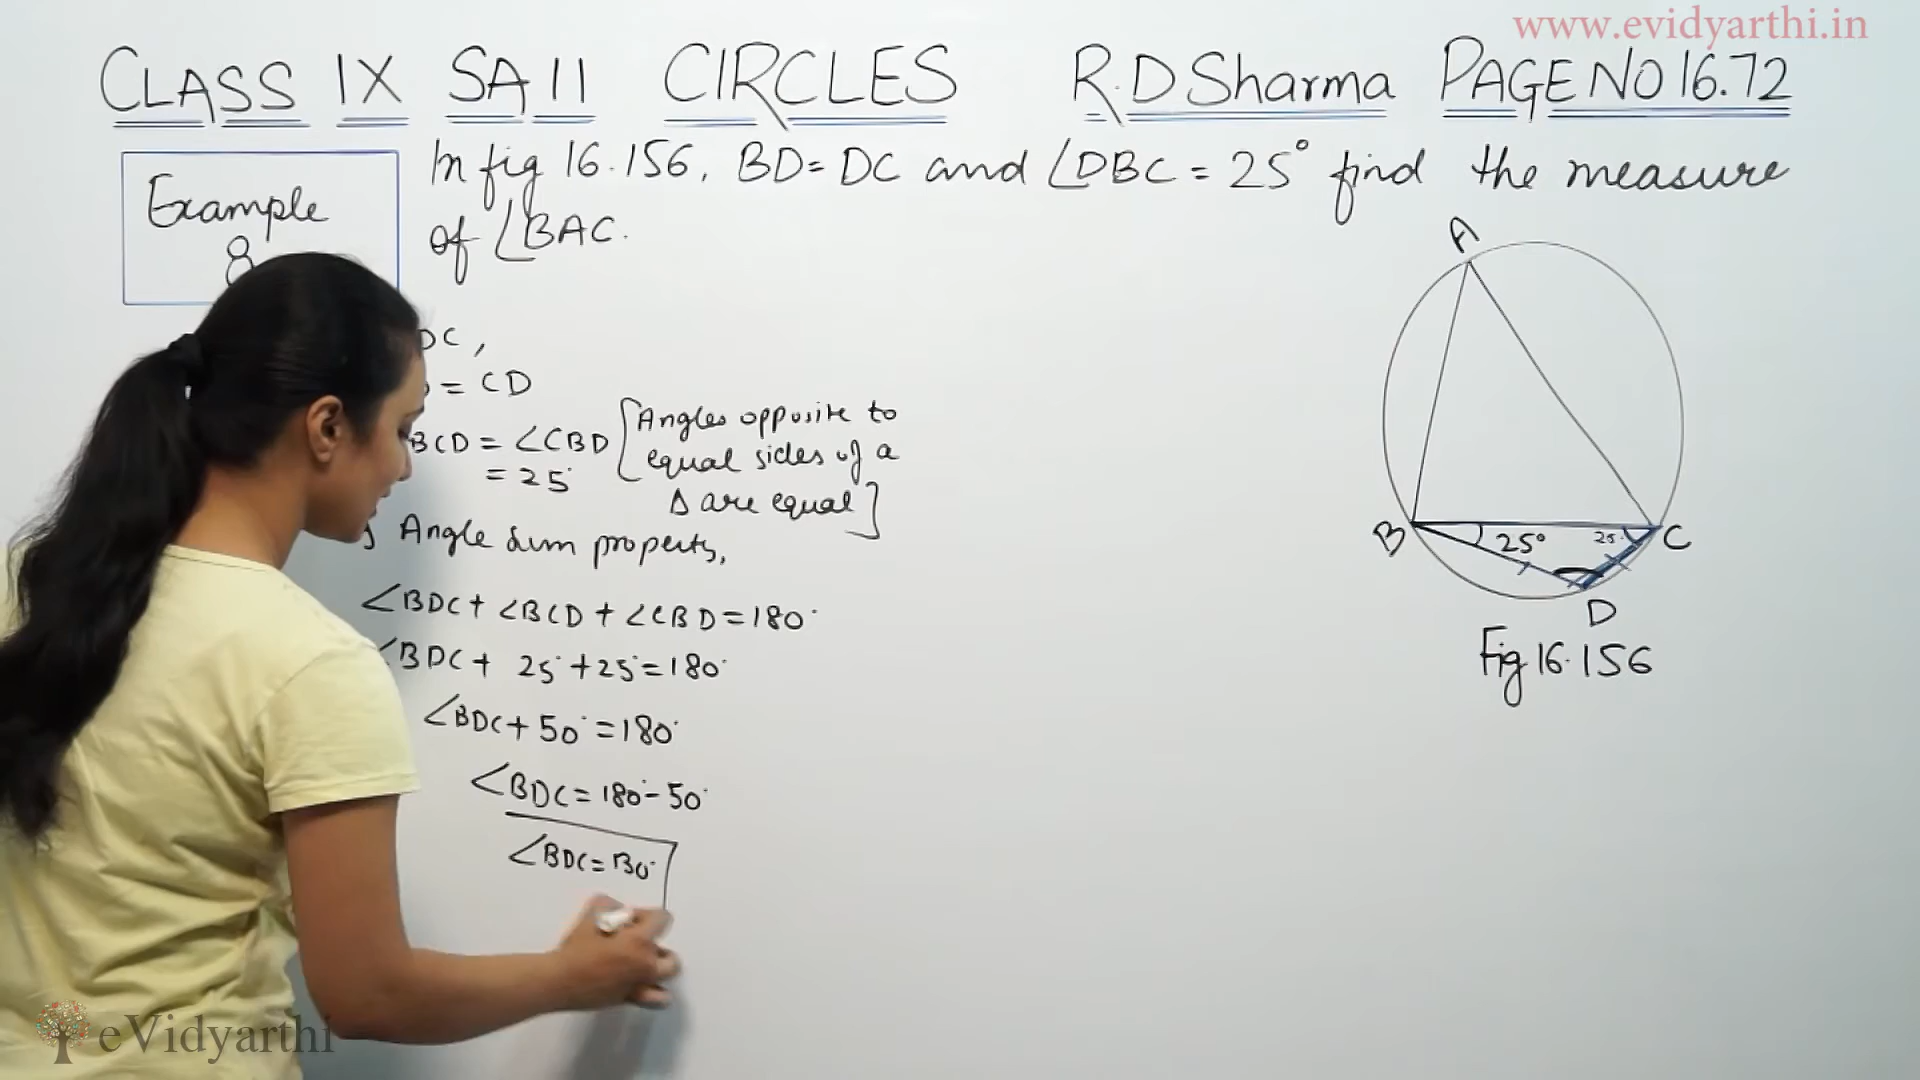 www.evidyarthi.in
CLASS IX SA II CIRCLES R.D Sharma PAGE NO 16.72
Example
8
In fig 16.156, BD = DC and ∠DBC = 25° find the measure
of ∠BAC.
DC,
= CD
BCD = ∠CBD
= 25°
[Angles opposite to
equal sides of a
Δ are equal]
Angle sum property,
∠BDC + ∠BCD + ∠CBD = 180°
∠BDC + 25° + 25° = 180°
∠BDC + 50° = 180°
∠BDC = 180° - 50°
∠BDC = 130°
A
B
25°
25°
C
D
Fig 16.156
eVidyarthi